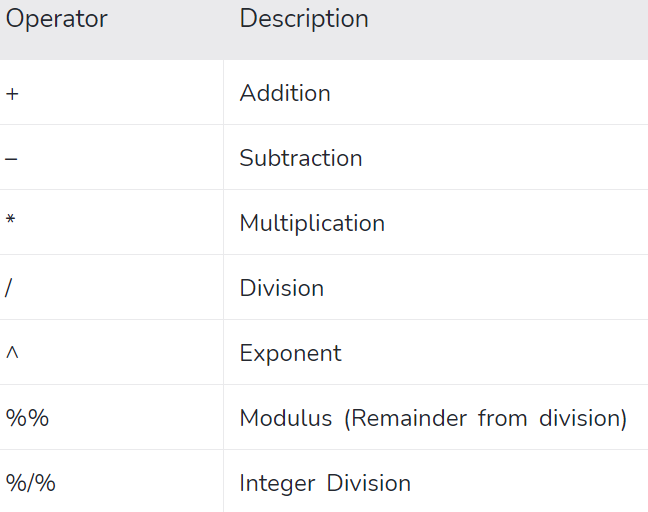 Operator Description
+ Addition
– Subtraction
* Multiplication
/ Division
^ Exponent
%% Modulus (Remainder from division)
%/% Integer Division